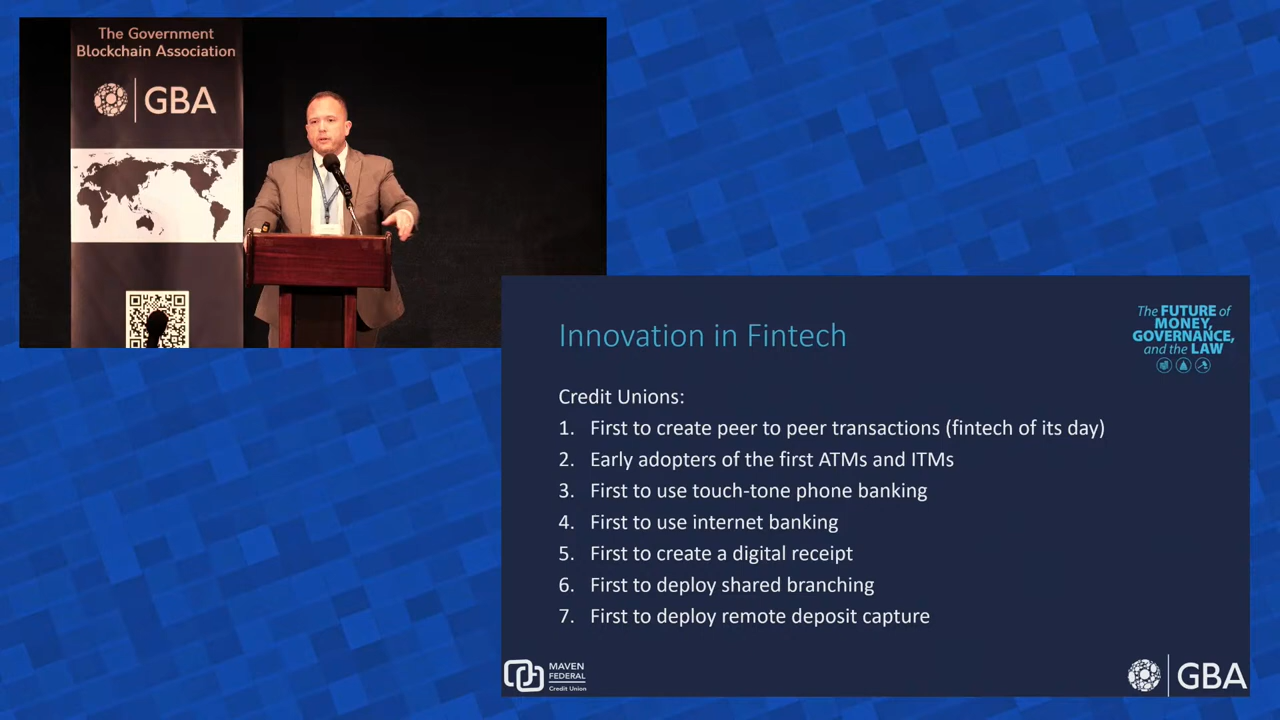 The Government
Blockchain Association
GBA
Innovation in Fintech
The FUTURE of
MONEY,
GOVERNANCE,
and the LAW
Credit Unions:
1. First to create peer to peer transactions (fintech of its day)
2. Early adopters of the first ATMs and ITMs
3. First to use touch-tone phone banking
4. First to use internet banking
5. First to create a digital receipt
6. First to deploy shared branching
7. First to deploy remote deposit capture
MAVEN
FEDERAL
Credit Union
GBA